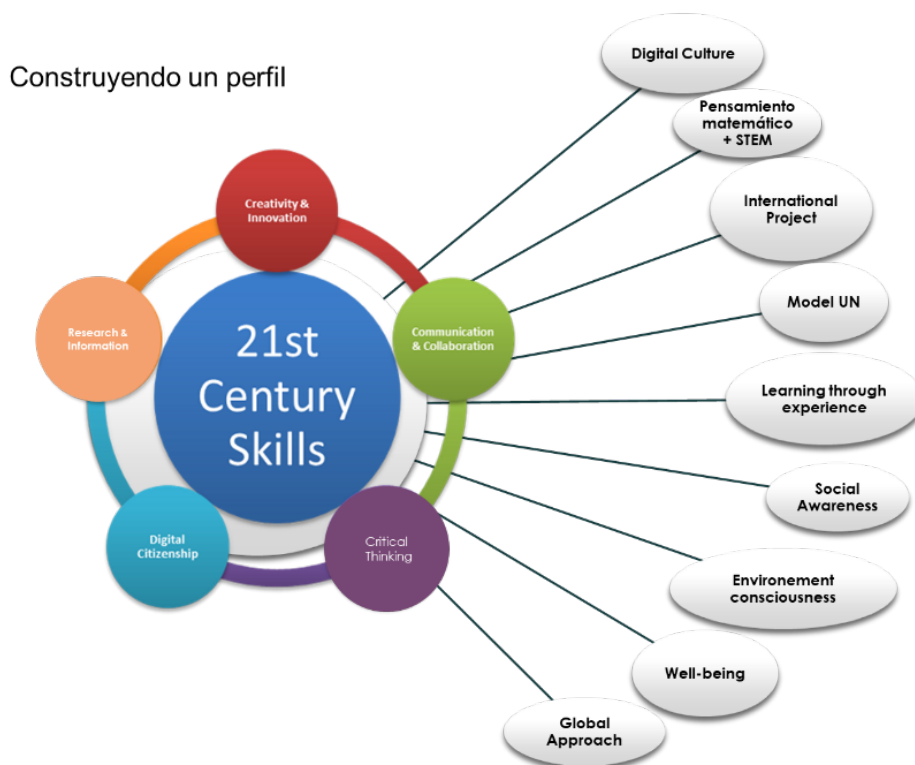 Construyendo un perfil
Digital Culture
Pensamiento
matemático
+ STEM
International
Project
Model UN
Learning through
experience
Social
Awareness
Environement
consciousness
Well-being
Global
Approach
Creativity &
Innovation
Communication
& Collaboration
Critical
Thinking
Digital
Citizenship
Research &
Information
21st
Century
Skills